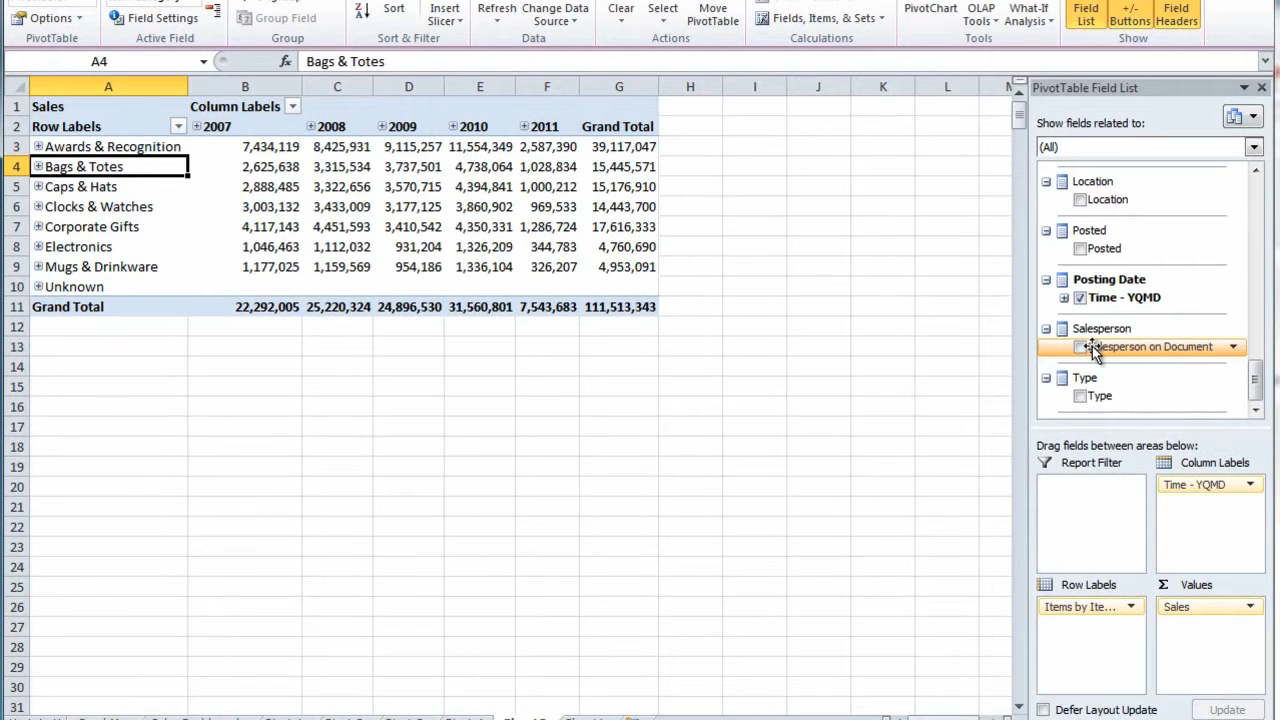 Options
Field Settings
Group Field
Sort
Insert
Slicer
Refresh
Change Data
Source
Clear
Select
Move
PivotTable
Fields, Items, & Sets
PivotChart
OLAP
Tools
What-If
Analysis
Field
List
+/-
Buttons
Field
Headers
PivotTable
Active Field
Group
Sort & Filter
Data
Actions
Calculations
Tools
Show
A4
fx
Bags & Totes
A B C D E F G H I J K L M
1 Sales Column Labels
2 Row Labels 2007 2008 2009 2010 2011 Grand Total
3 Awards & Recognition 7,434,119 8,425,931 9,115,257 11,554,349 2,587,390 39,117,047
4 Bags & Totes 2,625,638 3,315,534 3,737,501 4,738,064 1,028,834 15,445,571
5 Caps & Hats 2,888,485 3,322,656 3,570,715 4,394,841 1,000,212 15,176,910
6 Clocks & Watches 3,003,132 3,433,009 3,177,125 3,860,902 969,533 14,443,700
7 Corporate Gifts 4,117,143 4,451,593 3,410,542 4,350,331 1,286,724 17,616,333
8 Electronics 1,046,463 1,112,032 931,204 1,326,209 344,783 4,760,690
9 Mugs & Drinkware 1,177,025 1,159,569 954,186 1,336,104 326,207 4,953,091
10 Unknown
11 Grand Total 22,292,005 25,220,324 24,896,530 31,560,801 7,543,683 111,513,343
12
13
14
15
16
17
18
19
20
21
22
23
24
25
26
27
28
29
30
31
PivotTable Field List
Show fields related to:
(All)
Location
Location
Posted
Posted
Posting Date
Time - YQMD
Salesperson
lesperson on Document
Type
Type
Drag fields between areas below:
Report Filter
Column Labels
Time - YQMD
Row Labels
Σ Values
Items by Ite...
Sales
Defer Layout Update
Update